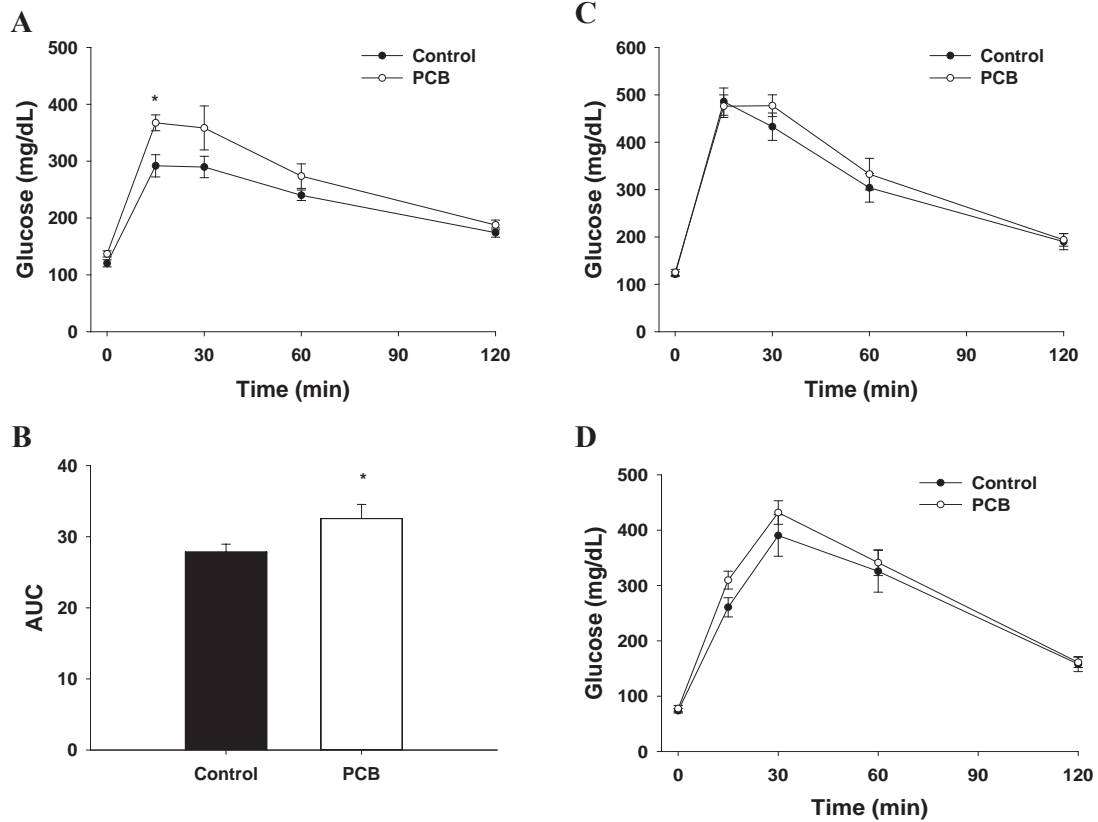 A
500
400
300
200
100
0
Glucose (mg/dL)
*
Control
PCB
0 30 60 90 120
Time (min)
B
40
30
20
10
0
AUC
*
Control PCB
C
600
500
400
300
200
100
0
Glucose (mg/dL)
Control
PCB
0 30 60 90 120
Time (min)
D
500
400
300
200
100
0
Glucose (mg/dL)
Control
PCB
0 30 60 90 120
Time (min)